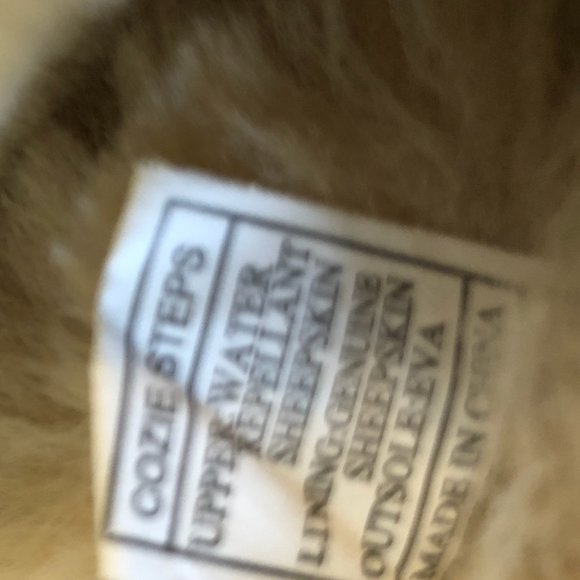 COZIE STEPS
UPPER:WATER
REPELLANT
SHEEPSKIN
LINING:GENUINE
SHEEPSKIN
OUTSOLE:EVA
MADE IN CHINA